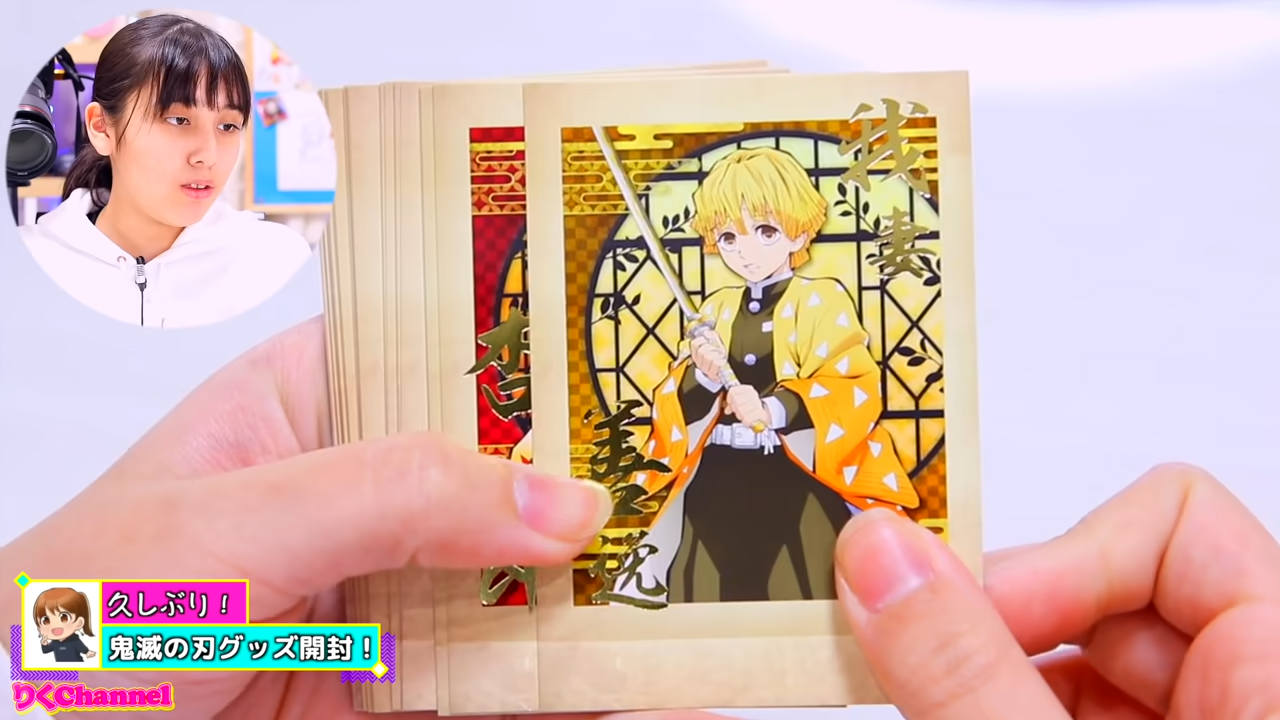 我妻
善逸
杏
久しぶり！
鬼滅の刃グッズ開封！
りくChannel